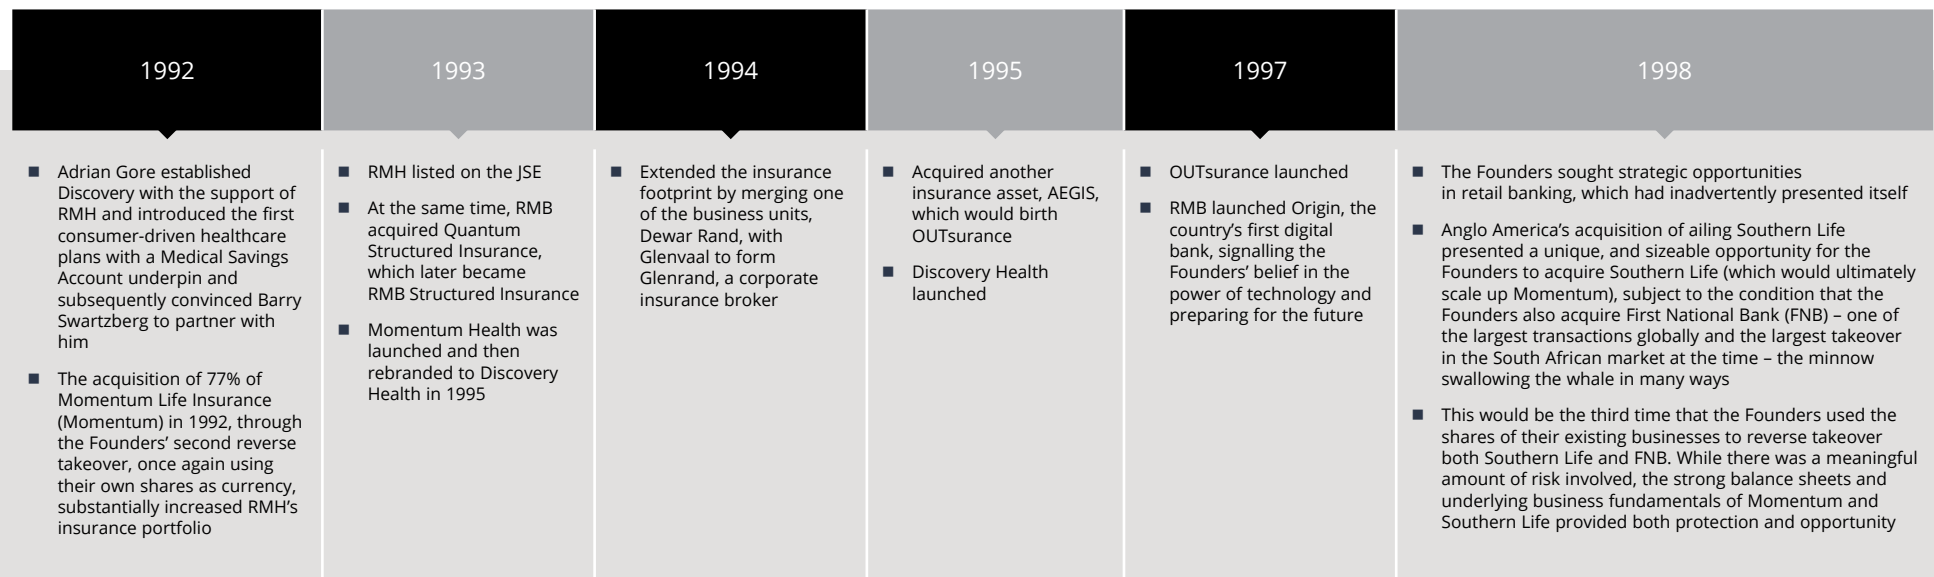 1992
Adrian Gore established
Discovery with the support of
RMH and introduced the first
consumer-driven healthcare
plans with a Medical Savings
Account underpin and
subsequently convinced Barry
Swartzberg to partner with
him
The acquisition of 77% of
Momentum Life Insurance
(Momentum) in 1992, through
the Founders’ second reverse
takeover, once again using
their own shares as currency,
substantially increased RMH’s
insurance portfolio
1993
RMH listed on the JSE
At the same time, RMB
acquired Quantum
Structured Insurance,
which later became
RMB Structured Insurance
Momentum Health was
launched and then
rebranded to Discovery
Health in 1995
1994
Extended the insurance
footprint by merging one
of the business units,
Dewar Rand, with
Glenvaal to form
Glenrand, a corporate
insurance broker
1995
Acquired another
insurance asset, AEGIS,
which would birth
OUTsurance
Discovery Health
launched
1997
OUTsurance launched
RMB launched Origin, the
country’s first digital
bank, signalling the
Founders’ belief in the
power of technology and
preparing for the future
1998
The Founders sought strategic opportunities
in retail banking, which had inadvertently presented itself
Anglo America’s acquisition of ailing Southern Life
presented a unique, and sizeable opportunity for the
Founders to acquire Southern Life (which would ultimately
scale up Momentum), subject to the condition that the
Founders also acquire First National Bank (FNB) – one of
the largest transactions globally and the largest takeover
in the South African market at the time – the minnow
swallowing the whale in many ways
This would be the third time that the Founders used the
shares of their existing businesses to reverse takeover
both Southern Life and FNB. While there was a meaningful
amount of risk involved, the strong balance sheets and
underlying business fundamentals of Momentum and
Southern Life provided both protection and opportunity